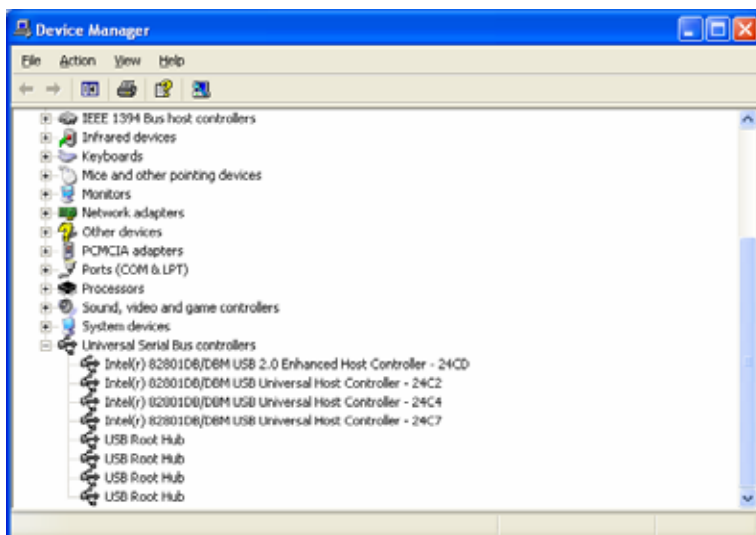 Device Manager
File Action View Help
IEEE 1394 Bus host controllers
Infrared devices
Keyboards
Mice and other pointing devices
Monitors
Network adapters
Other devices
PCMCIA adapters
Ports (COM & LPT)
Processors
Sound, video and game controllers
System devices
Universal Serial Bus controllers
Intel(r) 82801DB/DBM USB 2.0 Enhanced Host Controller - 24CD
Intel(r) 82801DB/DBM USB Universal Host Controller - 24C2
Intel(r) 82801DB/DBM USB Universal Host Controller - 24C4
Intel(r) 82801DB/DBM USB Universal Host Controller - 24C7
USB Root Hub
USB Root Hub
USB Root Hub
USB Root Hub